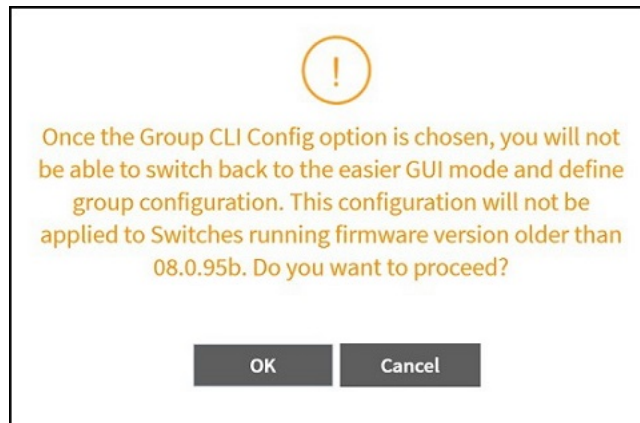 !
Once the Group CLI Config option is chosen, you will not
be able to switch back to the easier GUI mode and define
group configuration. This configuration will not be
applied to Switches running firmware version older than
08.0.95b. Do you want to proceed?
OK Cancel